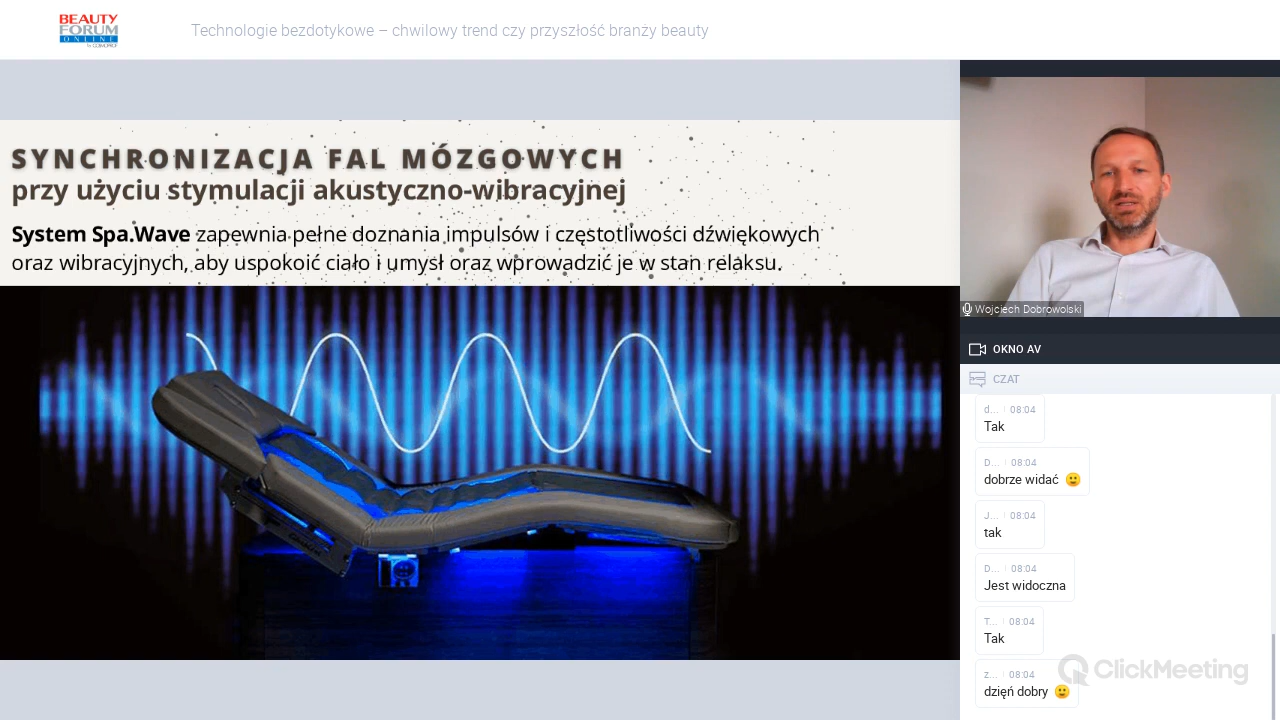 BEAUTY
FORUM
ONLINE
Technologie bezdotykowe – chwilowy trend czy przyszłość branży beauty
SYNCHRONIZACJA FAL MÓZGOWYCH
przy użyciu stymulacji akustyczno-wibracyjnej
System Spa.Wave zapewnia pełne doznania impulsów i częstotliwości dźwiękowych
oraz wibracyjnych, aby uspokoić ciało i umysł oraz wprowadzić je w stan relaksu.
Wojciech Dobrowolski
OKNO AV
CZAT
d... 08:04
Tak
D... 08:04
dobrze widać 🙂
J... 08:04
tak
D... 08:04
Jest widoczna
T... 08:04
Tak
z... 08:04
dzięń dobry 🙂
ClickMeeting